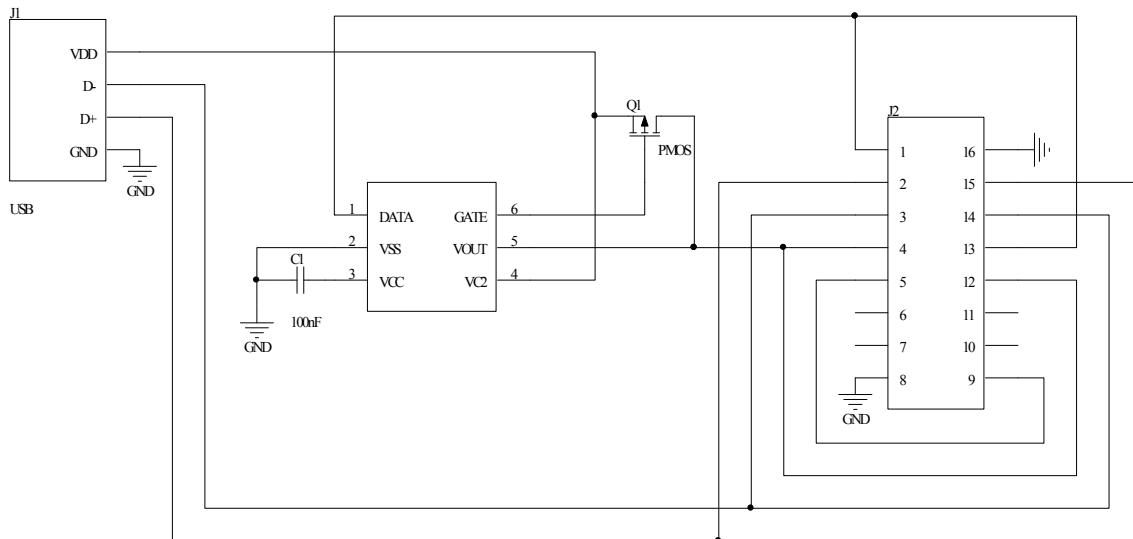 J1
VDD
D-
D+
GND
GND
USB
Q1
PMOS
1 DATA GATE 6
2 VSS VOUT 5
3 VCC VC2 4
C1
100nF
GND
J2
1 16
2 15
3 14
4 13
5 12
6 11
7 10
8 9
GND